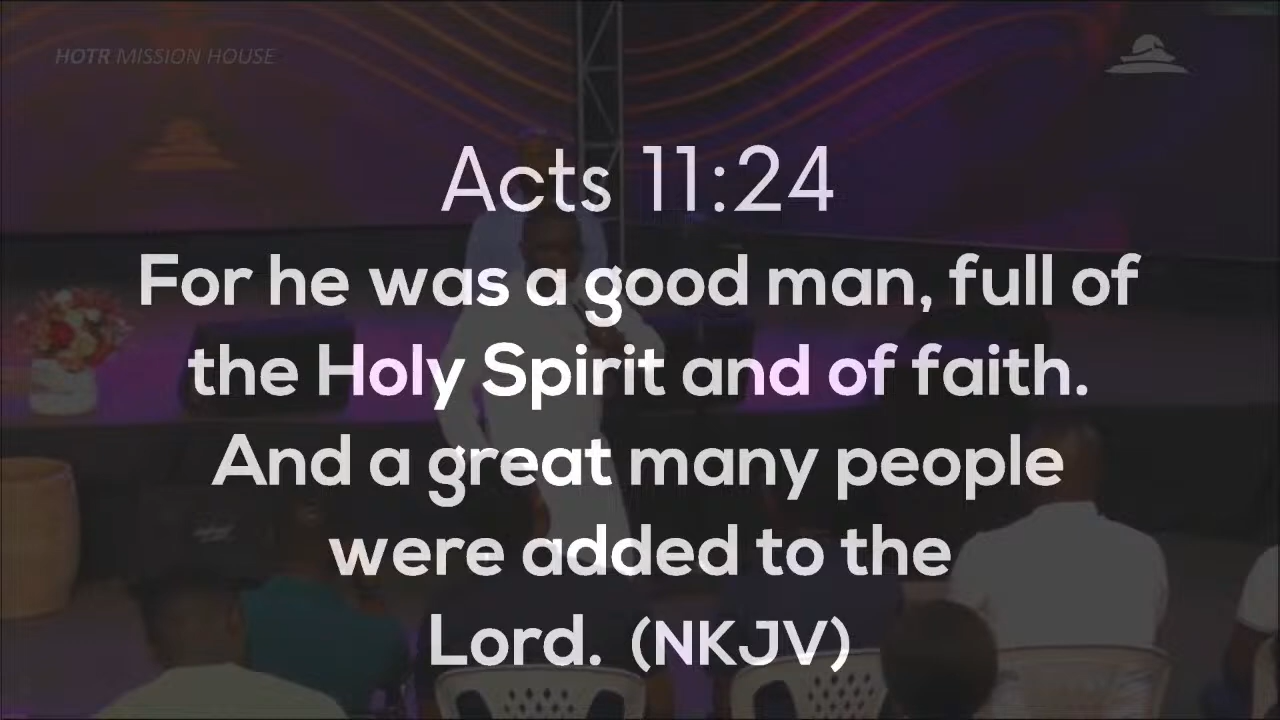 HOTR MISSION HOUSE
Acts 11:24
For he was a good man, full of
the Holy Spirit and of faith.
And a great many people
were added to the
Lord. (NKJV)